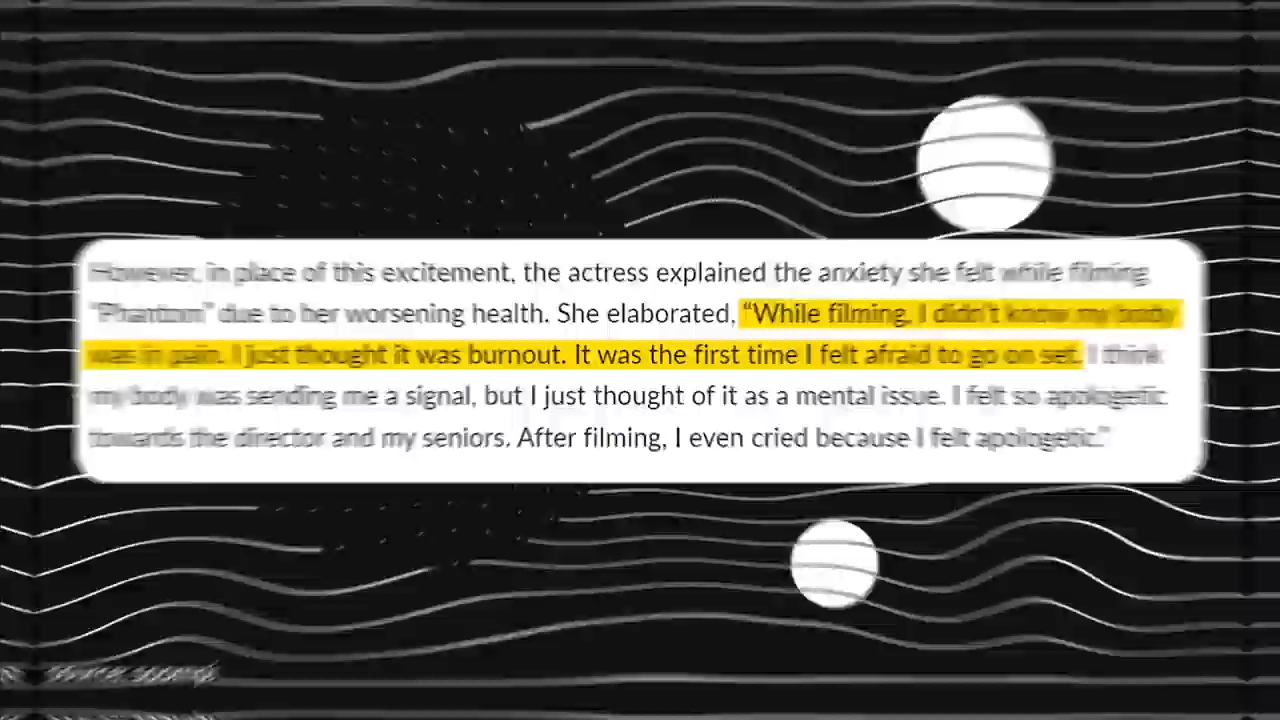 However, in place of this excitement, the actress explained the anxiety she felt while filming
"Phantom" due to her worsening health. She elaborated, “While filming, I didn't know my body
was in pain. I just thought it was burnout. It was the first time I felt afraid to go on set. I think
my body was sending me a signal, but I just thought of it as a mental issue. I felt so apologetic
towards the director and my seniors. After filming, I even cried because I felt apologetic.”